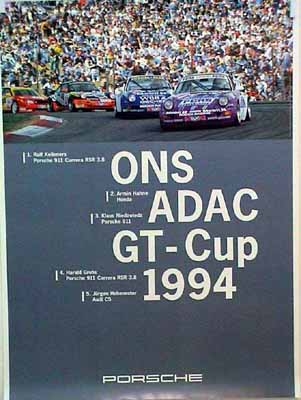 1. Ralf Kelleners
Porsche 911 Carrera RSR 3.8
2. Armin Hahne
Honda
3. Klaus Niedzwiedz
Porsche 911
4. Harald Grohs
Porsche 911 Carrera RSR 3.8
5. Jürgen Hohenester
Audi
ONS
ADAC
GT-Cup
1994
PORSCHE